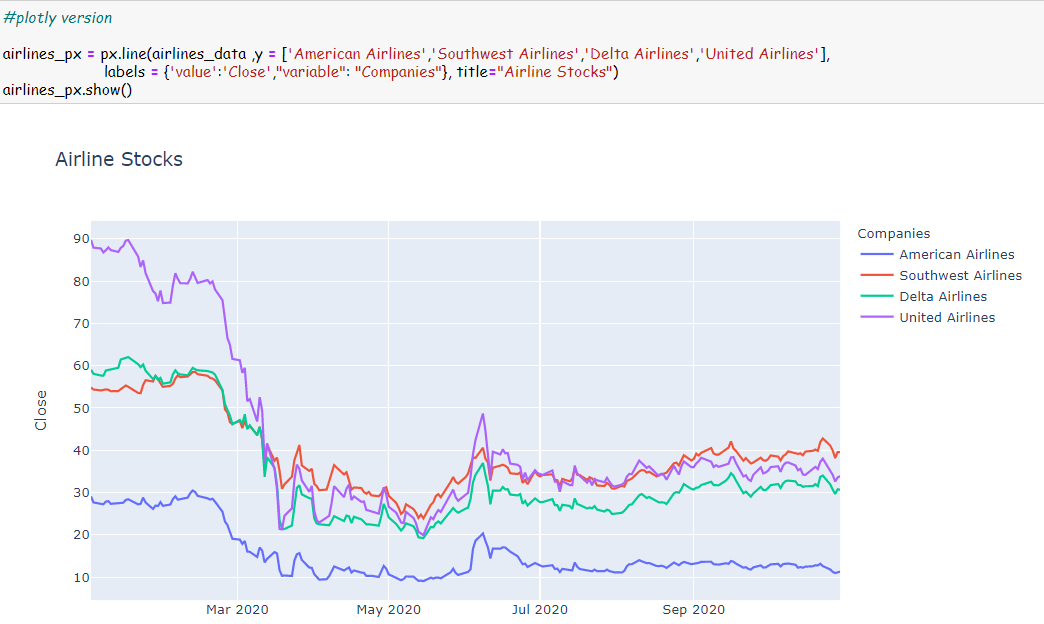 #plotly version
airlines_px = px.line(airlines_data ,y = ['American Airlines','Southwest Airlines','Delta Airlines','United Airlines'],
labels = {'value':'Close',"variable": "Companies"}, title="Airline Stocks")
airlines_px.show()
Airline Stocks
Companies
American Airlines
Southwest Airlines
Delta Airlines
United Airlines
90
80
70
60
50
40
30
20
10
Close
Mar 2020
May 2020
Jul 2020
Sep 2020